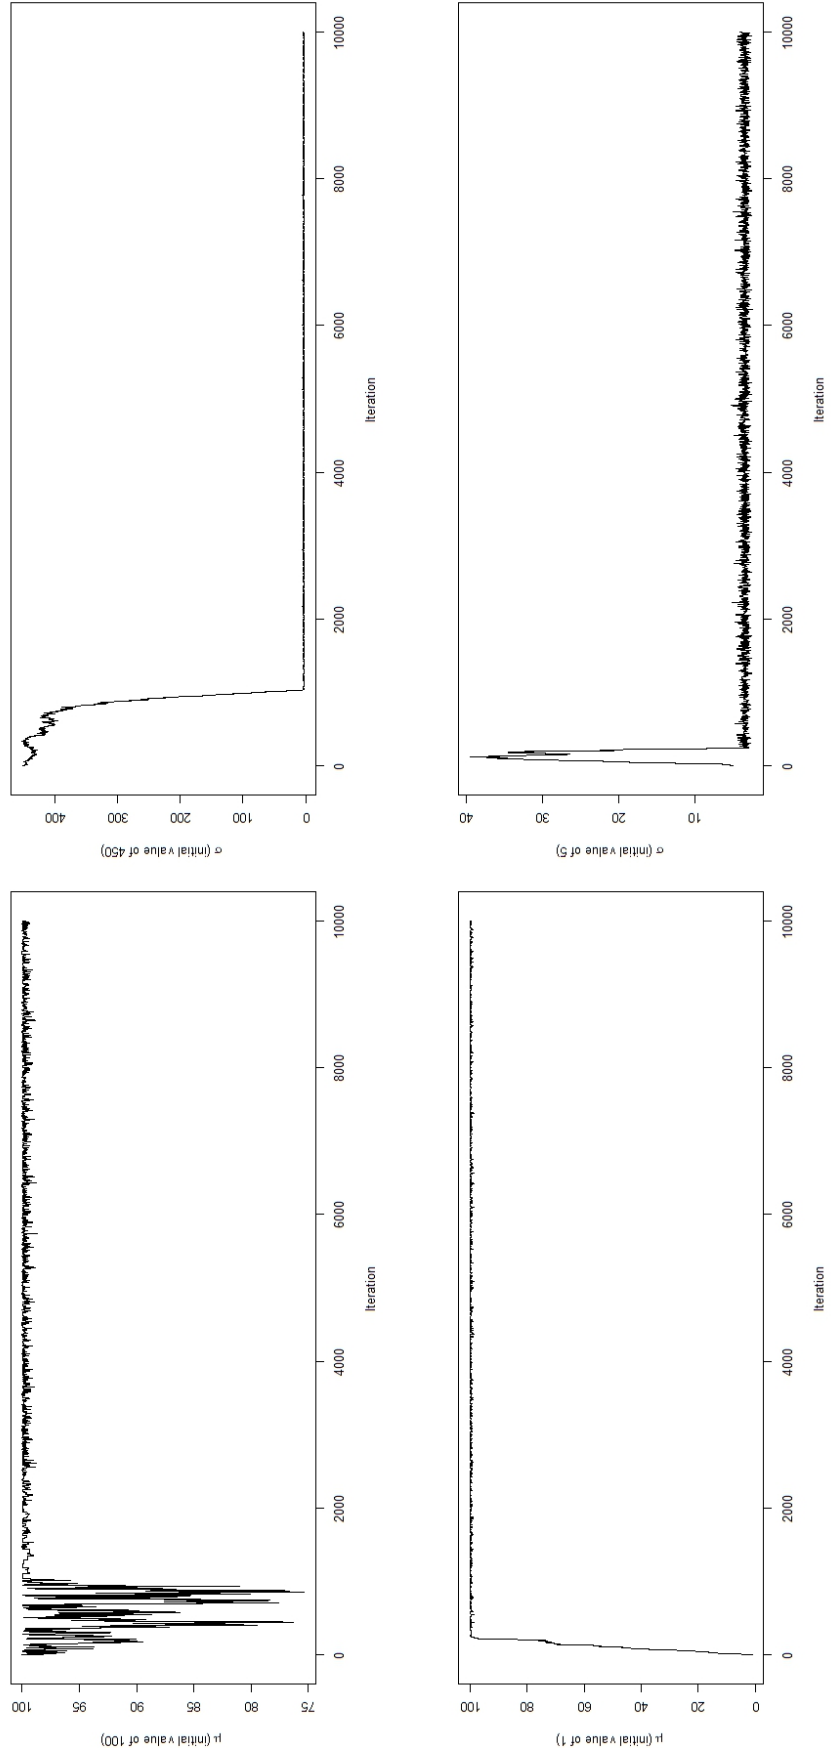 μ (initial value of 100)
75 80 85 90 95 100
0 2000 4000 6000 8000 10000
Iteration
σ (initial value of 450)
0 100 200 300 400
0 2000 4000 6000 8000 10000
Iteration
μ (initial value of 1)
0 20 40 60 80 100
0 2000 4000 6000 8000 10000
Iteration
σ (initial value of 5)
10 20 30 40
0 2000 4000 6000 8000 10000
Iteration